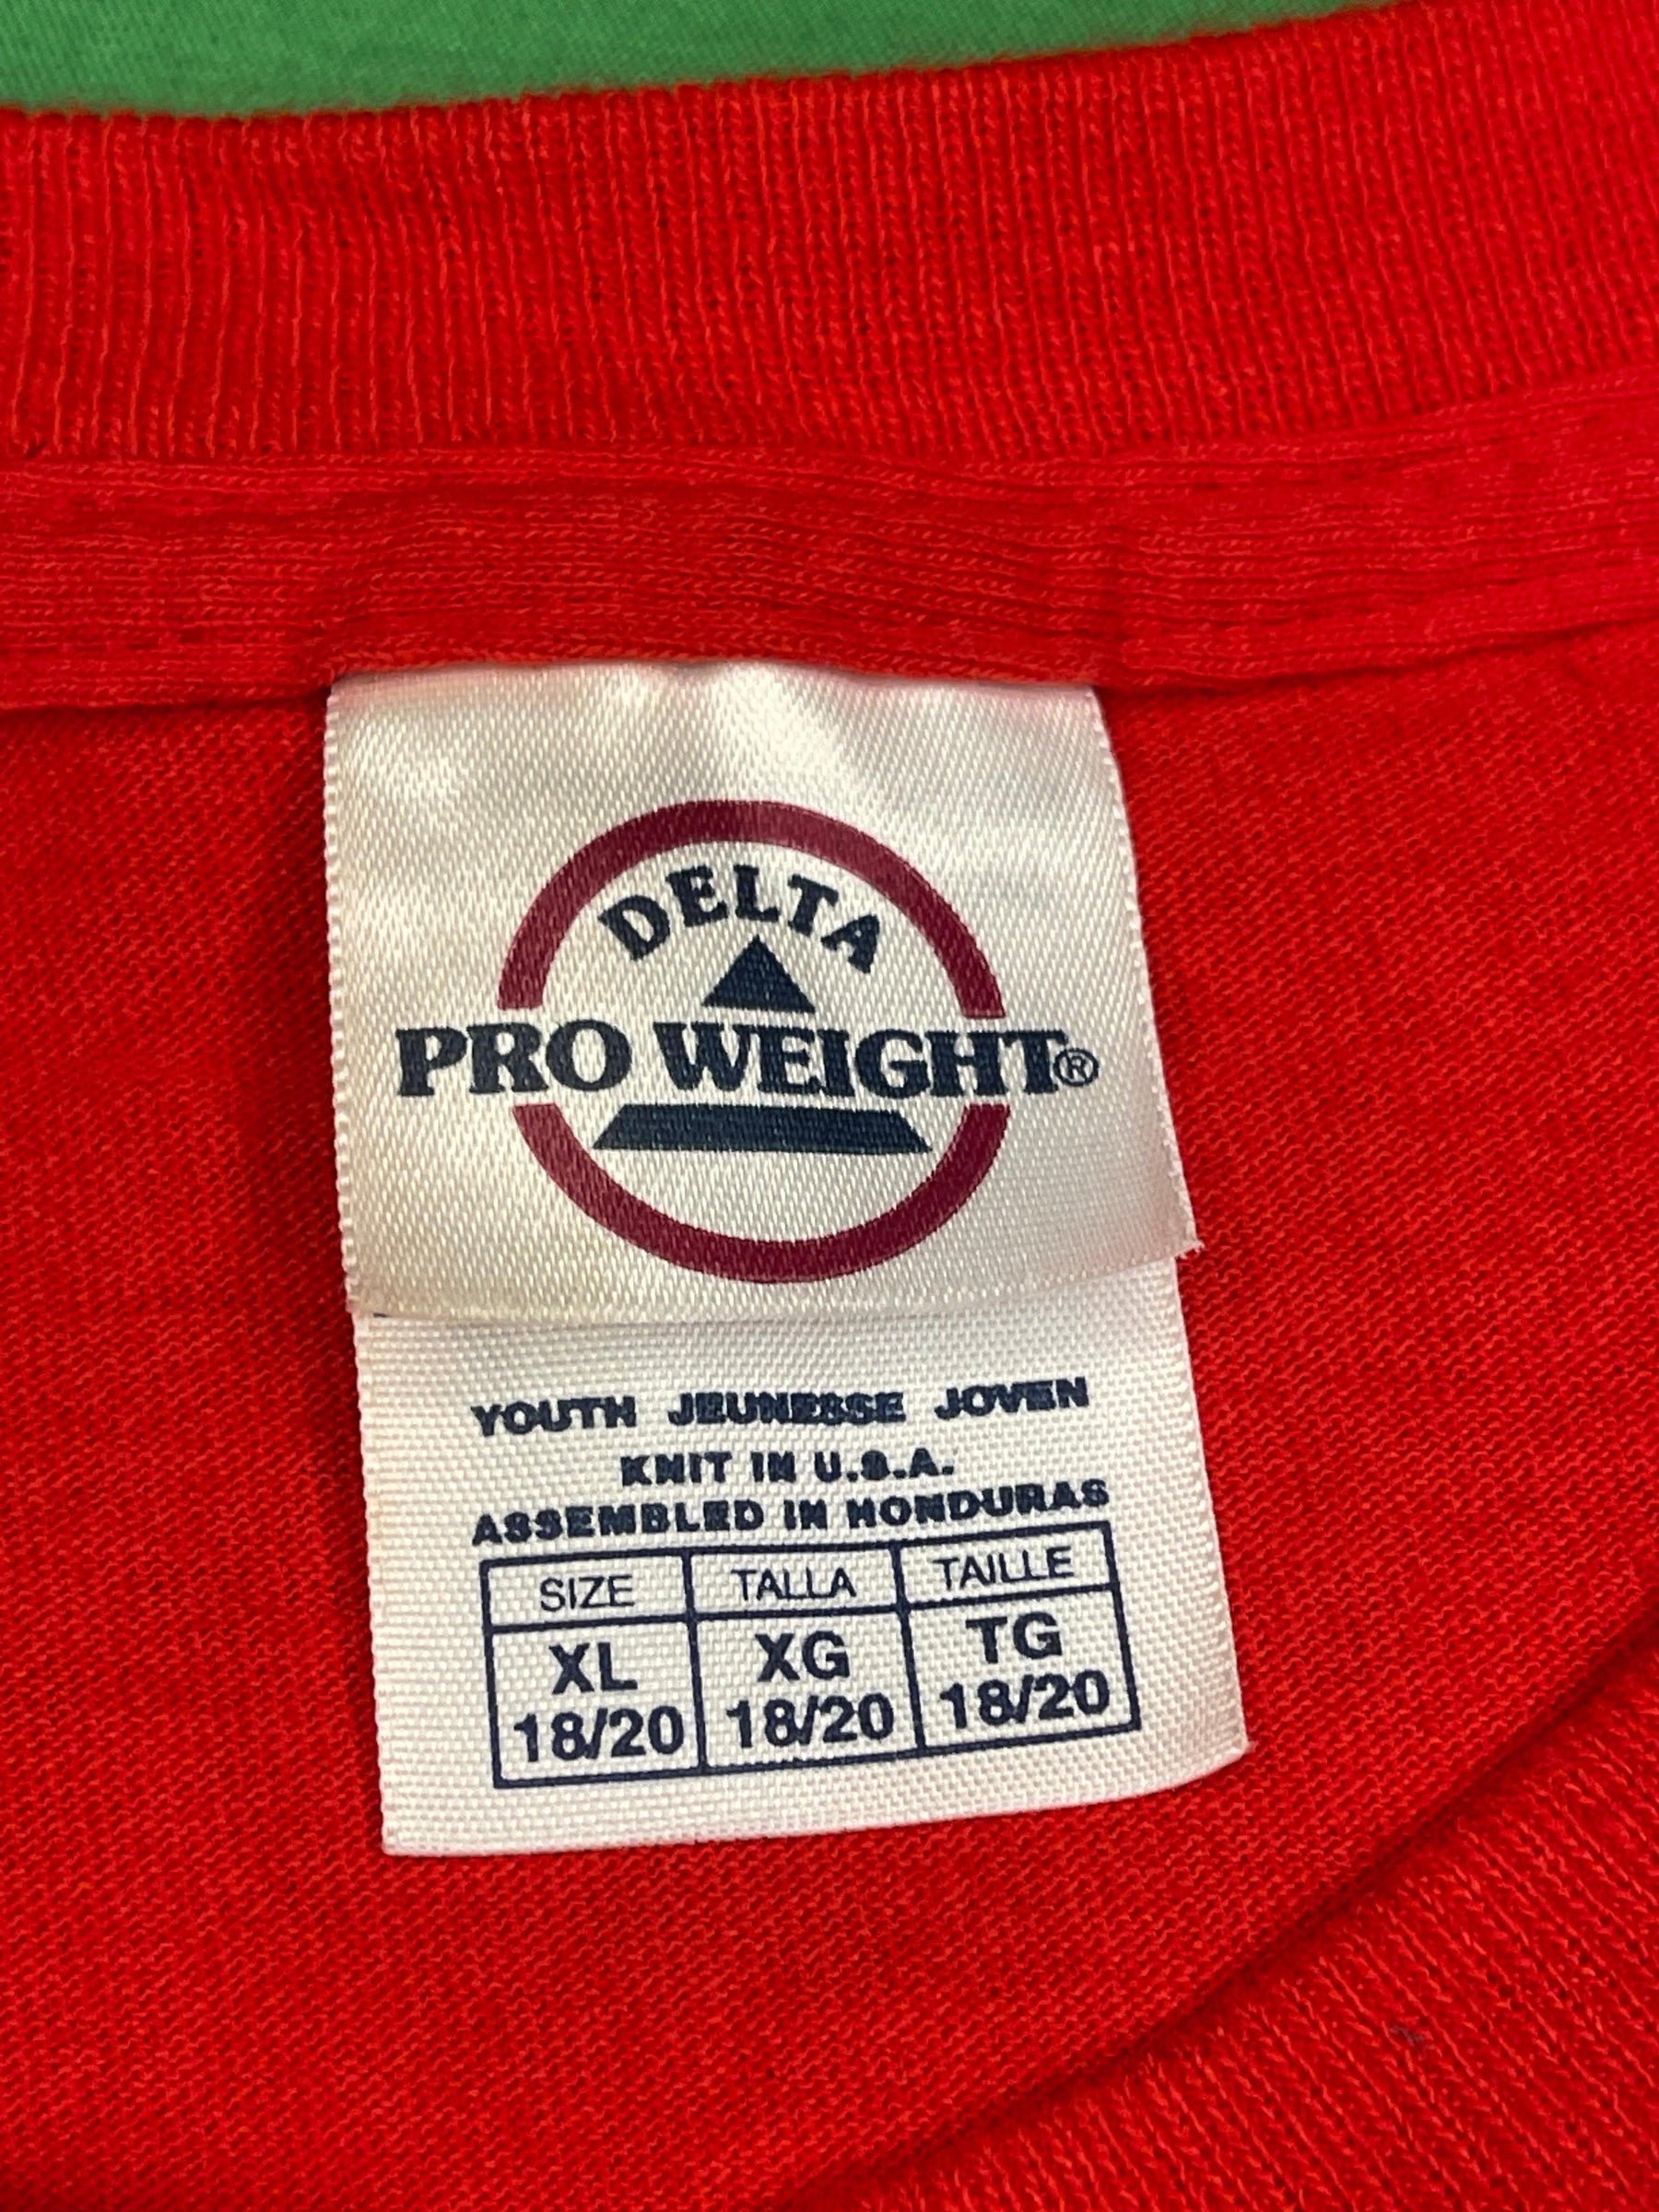 DELTA
PRO WEIGHT®
YOUTH JEUNESSE JOVEN
KNIT IN U.S.A.
ASSEMBLED IN HONDURAS
SIZE TALLA TAILLE
XL XG TG
18/20 18/20 18/20